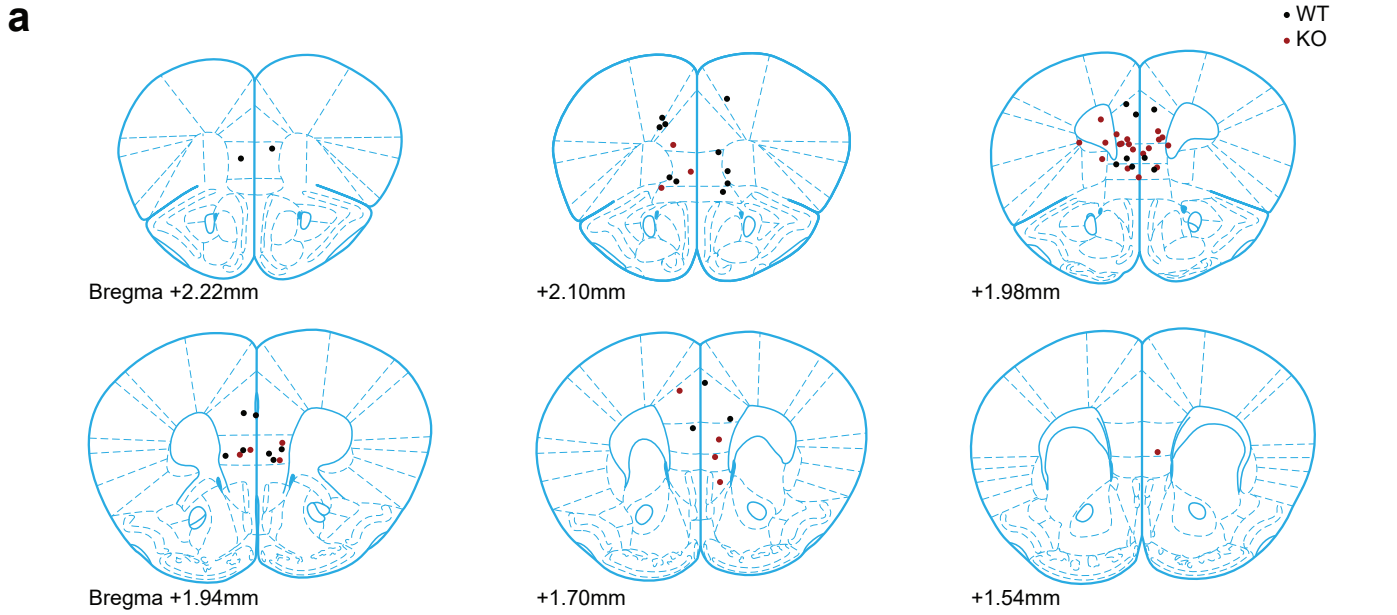 a
WT
KO
Bregma +2.22mm
+2.10mm
+1.98mm
Bregma +1.94mm
+1.70mm
+1.54mm